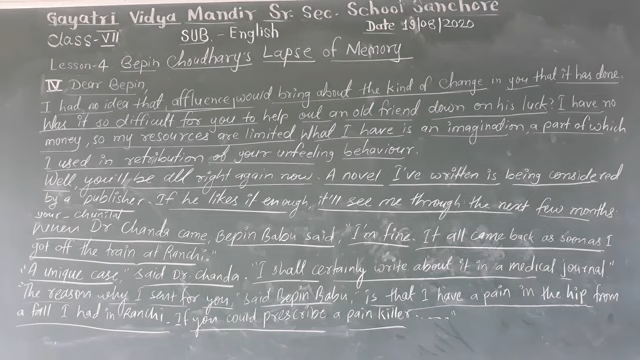 Gayatri Vidya Mandir Sr. Sec. School Sanchore
Class-VII SUB.- English Date 19/08/2020
Lesson-4 Bepin Choudhary's Lapse of Memory
IV Dear Bepin,
I had no idea that, affluence, would bring about the kind of change in you that it has done.
Was it so difficult for you to help out an old friend down on his luck? I have no
money, so my resources are limited What I have is an imagination, a part of which
I used in retribution of your unfeeling behaviour.
Well, you'll be all right again now. A novel I've written is being considered
by a publisher. If he likes it enough, it'll see me through the next few months
your-chunilal
When Dr Chanda came, Bepin Babu said, I'm fine. It all came back as soon as I
got off the train at Ranchi."
"A unique case," said Dr. Chanda. "I shall certainly write about it in a medical journal"
"The reason why I sent for you, "said Bepin Babu, "is that I have a pain in the hip from
a fall I had in Ranchi. If you could prescribe a pain killer ....."